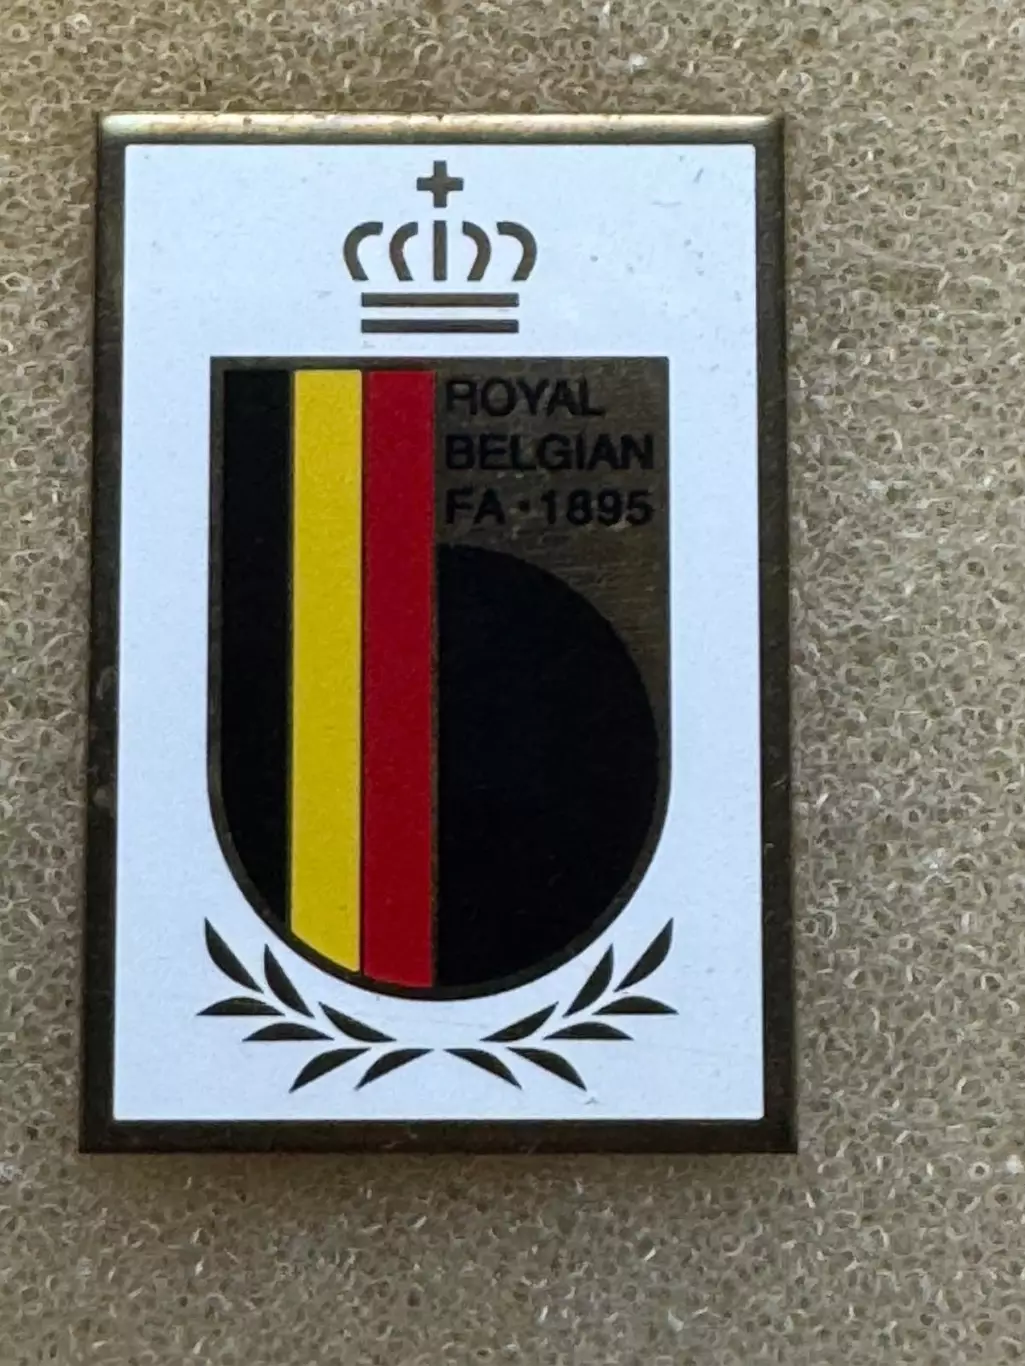 ROYAL
BELGIAN
FA · 1895